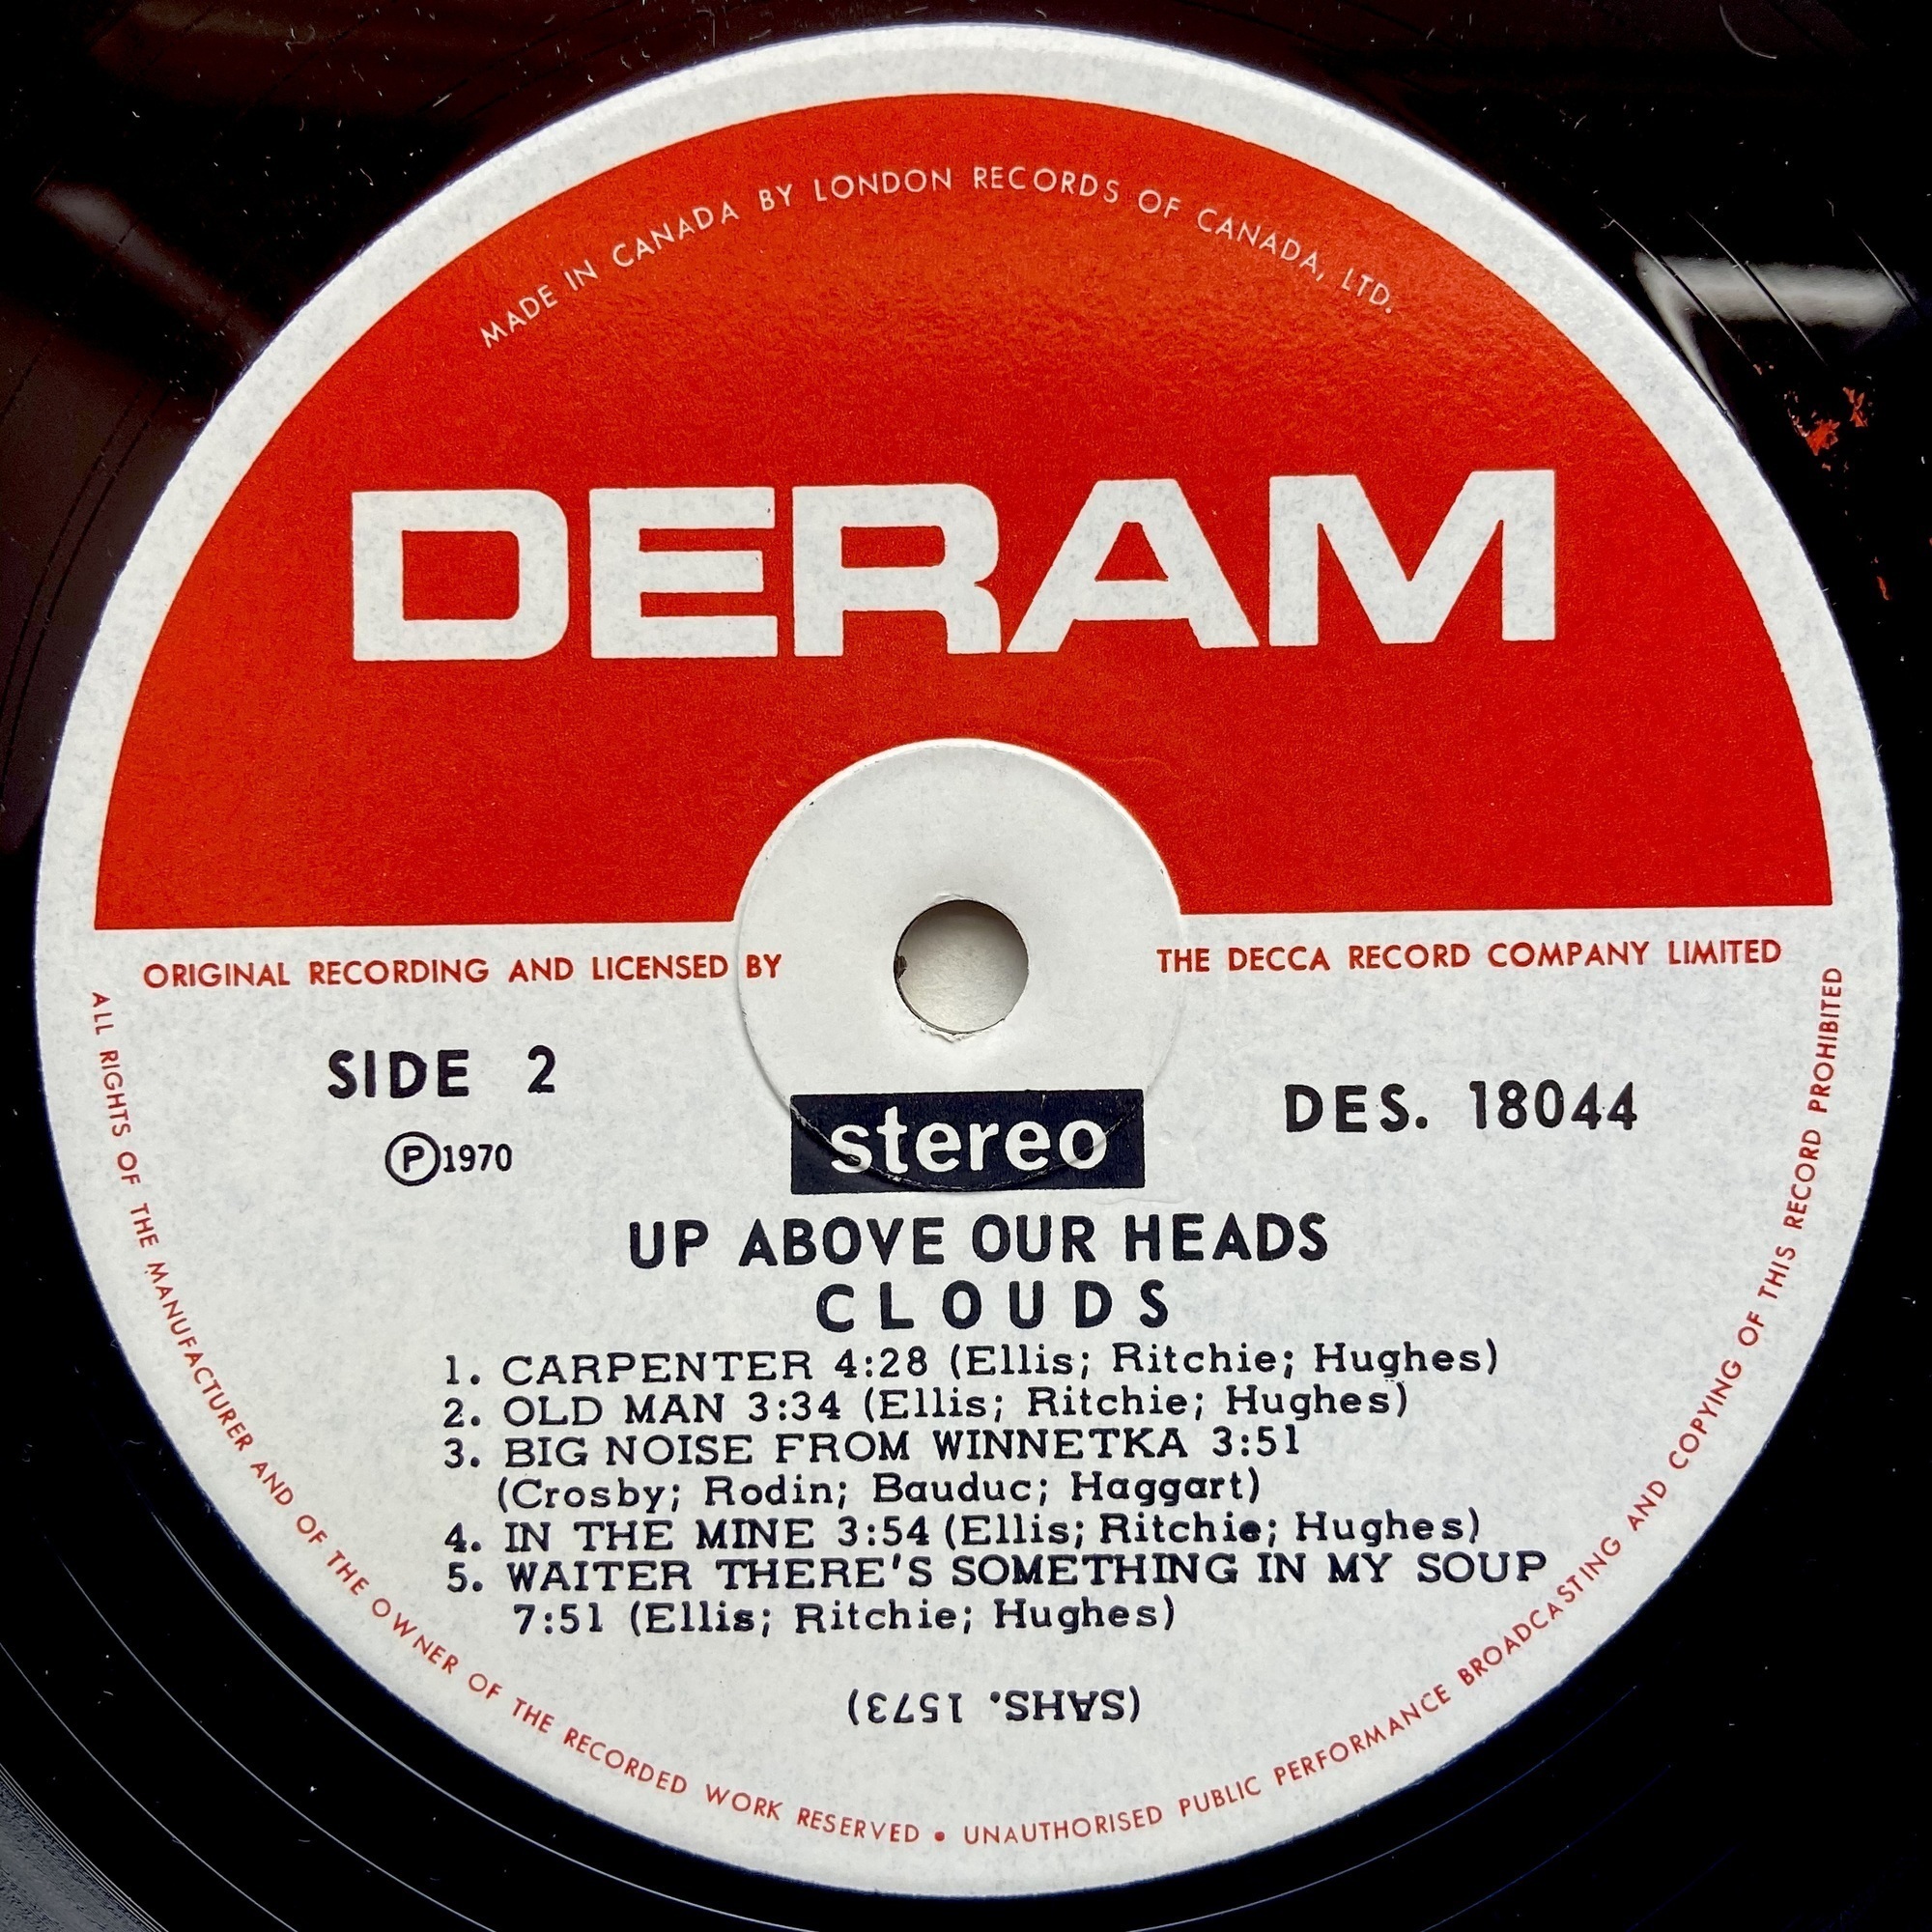 MADE IN CANADA BY LONDON RECORDS OF CANADA, LTD.
DERAM
ORIGINAL RECORDING AND LICENSED BY THE DECCA RECORD COMPANY LIMITED
SIDE 2
DES. 18044
Ⓟ1970
stereo
UP ABOVE OUR HEADS
CLOUDS
1. CARPENTER 4:28 (Ellis; Ritchie; Hughes)
2. OLD MAN 3:34 (Ellis; Ritchie; Hughes)
3. BIG NOISE FROM WINNETKA 3:51
(Crosby; Rodin; Bauduc; Haggart)
4. IN THE MINE 3:54 (Ellis; Ritchie; Hughes)
5. WAITER THERE'S SOMETHING IN MY SOUP
7:51 (Ellis; Ritchie; Hughes)
(SAHS. 1573)
ALL RIGHTS OF THE MANUFACTURER AND OF THE OWNER OF THE RECORDED WORK RESERVED • UNAUTHORISED PUBLIC PERFORMANCE BROADCASTING AND COPYING OF THIS RECORD PROHIBITED